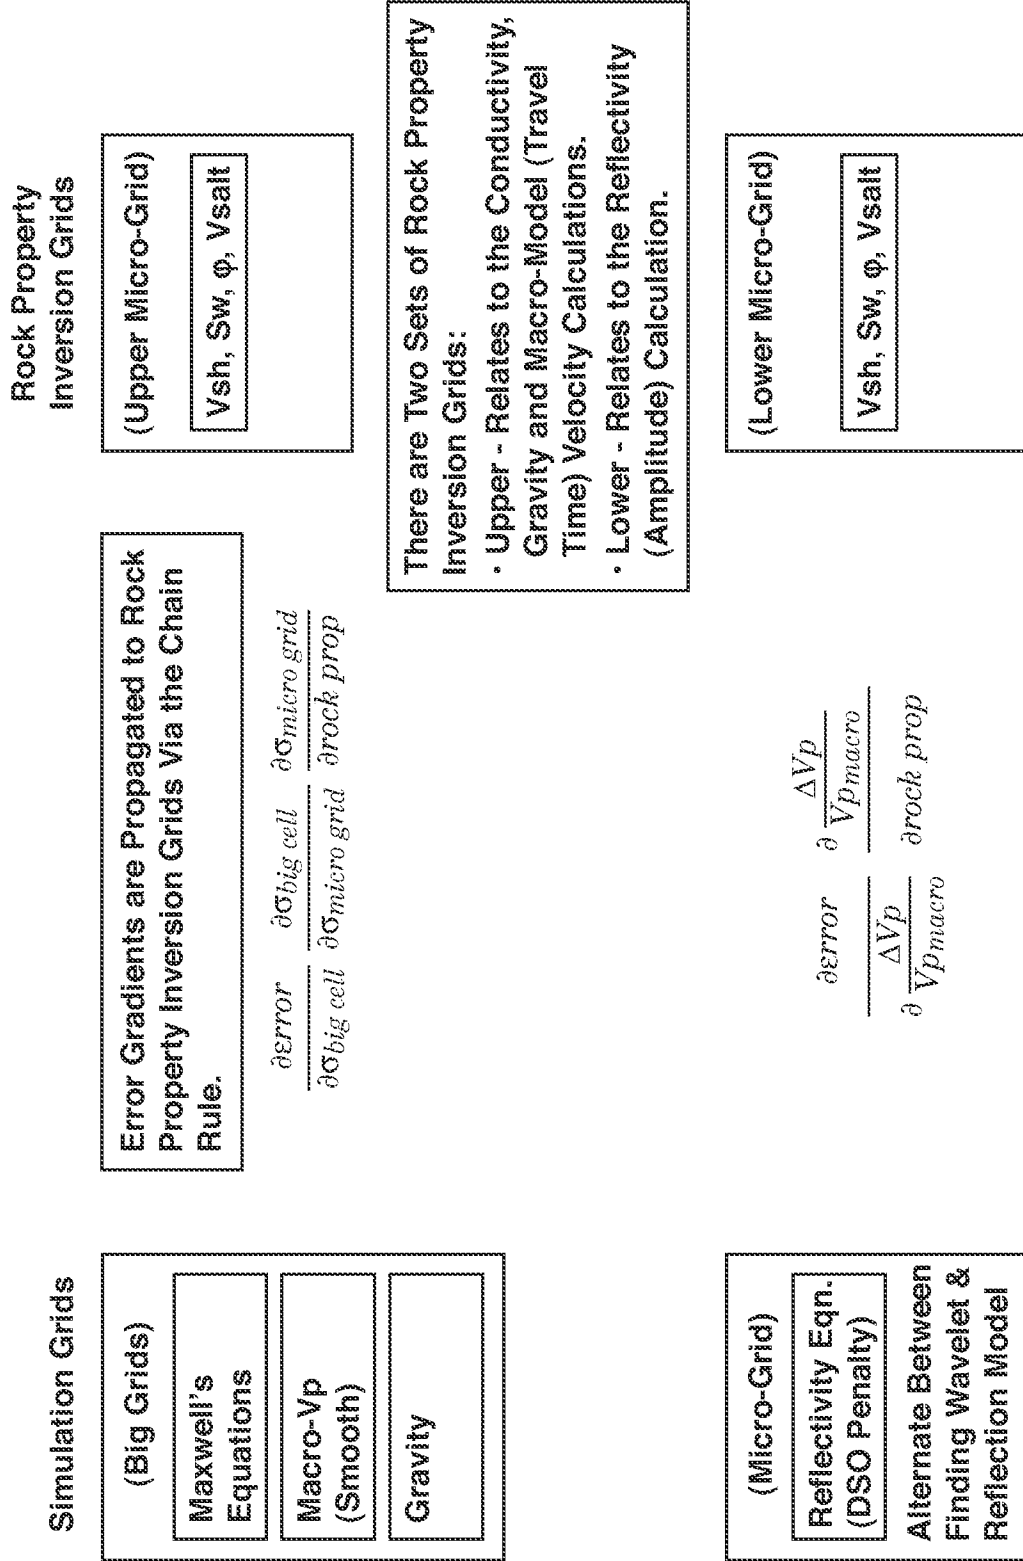 Simulation Grids
(Big Grids)
Maxwell's
Equations
Macro-Vp
(Smooth)
Gravity
(Micro-Grid)
Reflectivity Eqn.
(DSO Penalty)
Alternate Between
Finding Wavelet &
Reflection Model
Error Gradients are Propagated to Rock
Property Inversion Grids Via the Chain
Rule.
∂εrror ∂σbig cell ∂σmicro grid
∂σbig cell ∂σmicro grid ∂rock prop
∂εrror ∂ ΔVp / Vpmacro
∂ ΔVp / Vpmacro ∂rock prop
Rock Property
Inversion Grids
(Upper Micro-Grid)
Vsh, Sw, φ, Vsalt
There are Two Sets of Rock Property
Inversion Grids:
• Upper - Relates to the Conductivity,
Gravity and Macro-Model (Travel
Time) Velocity Calculations.
• Lower - Relates to the Reflectivity
(Amplitude) Calculation.
(Lower Micro-Grid)
Vsh, Sw, φ, Vsalt